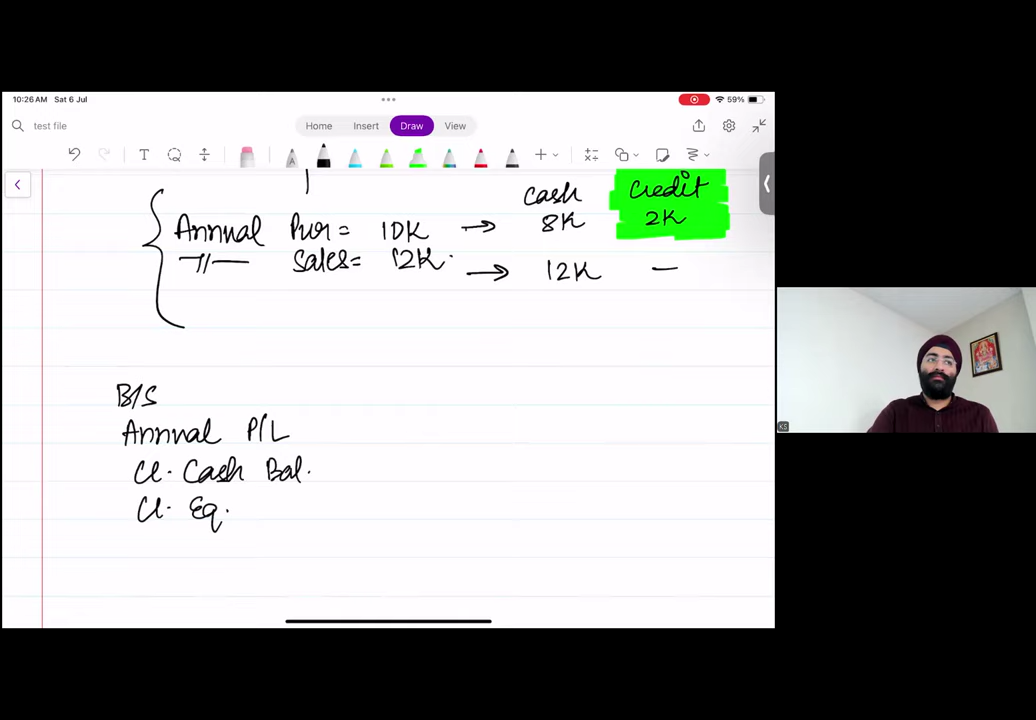 10:26 AM Sat 6 Jul
59%
test file
Home Insert Draw View
Cash Credit
Annual Pur = 10K → 8K 2K
—11— Sales = 12K. → 12K —
B/S
Annual P/L
Cl. Cash Bal.
Cl. Eq.
KS